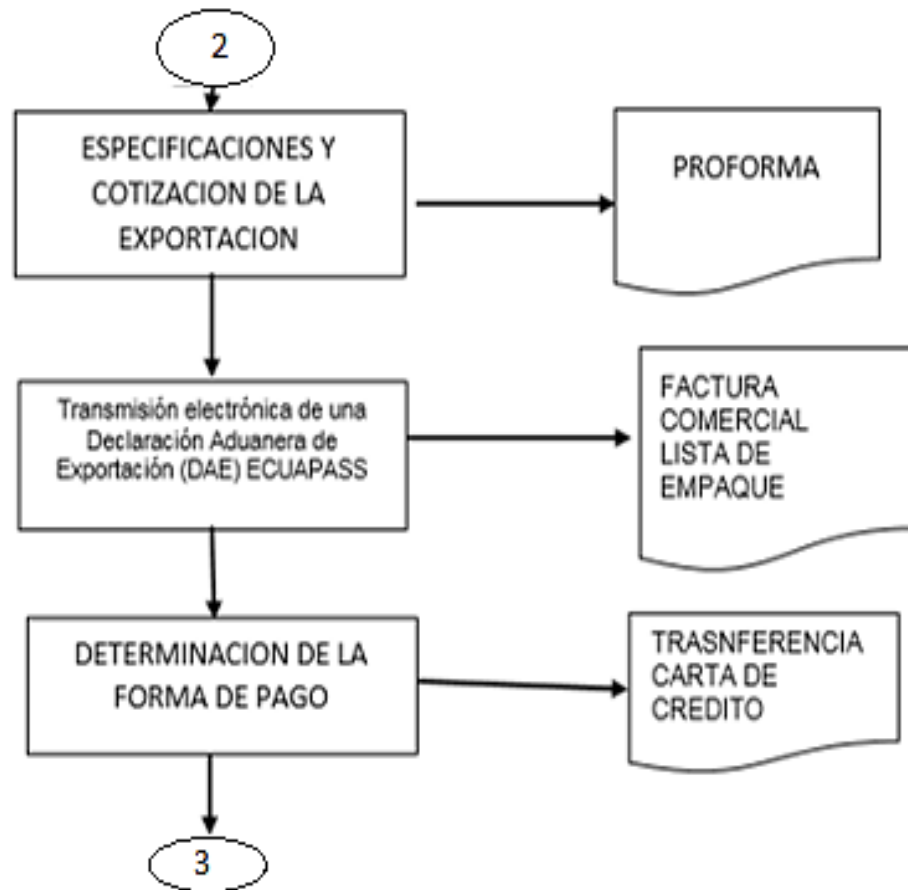 2
ESPECIFICACIONES Y
COTIZACION DE LA
EXPORTACION
PROFORMA
Transmisión electrónica de una
Declaración Aduanera de
Exportación (DAE) ECUAPASS
FACTURA
COMERCIAL
LISTA DE
EMPAQUE
DETERMINACION DE LA
FORMA DE PAGO
TRASNFERENCIA
CARTA DE
CREDITO
3